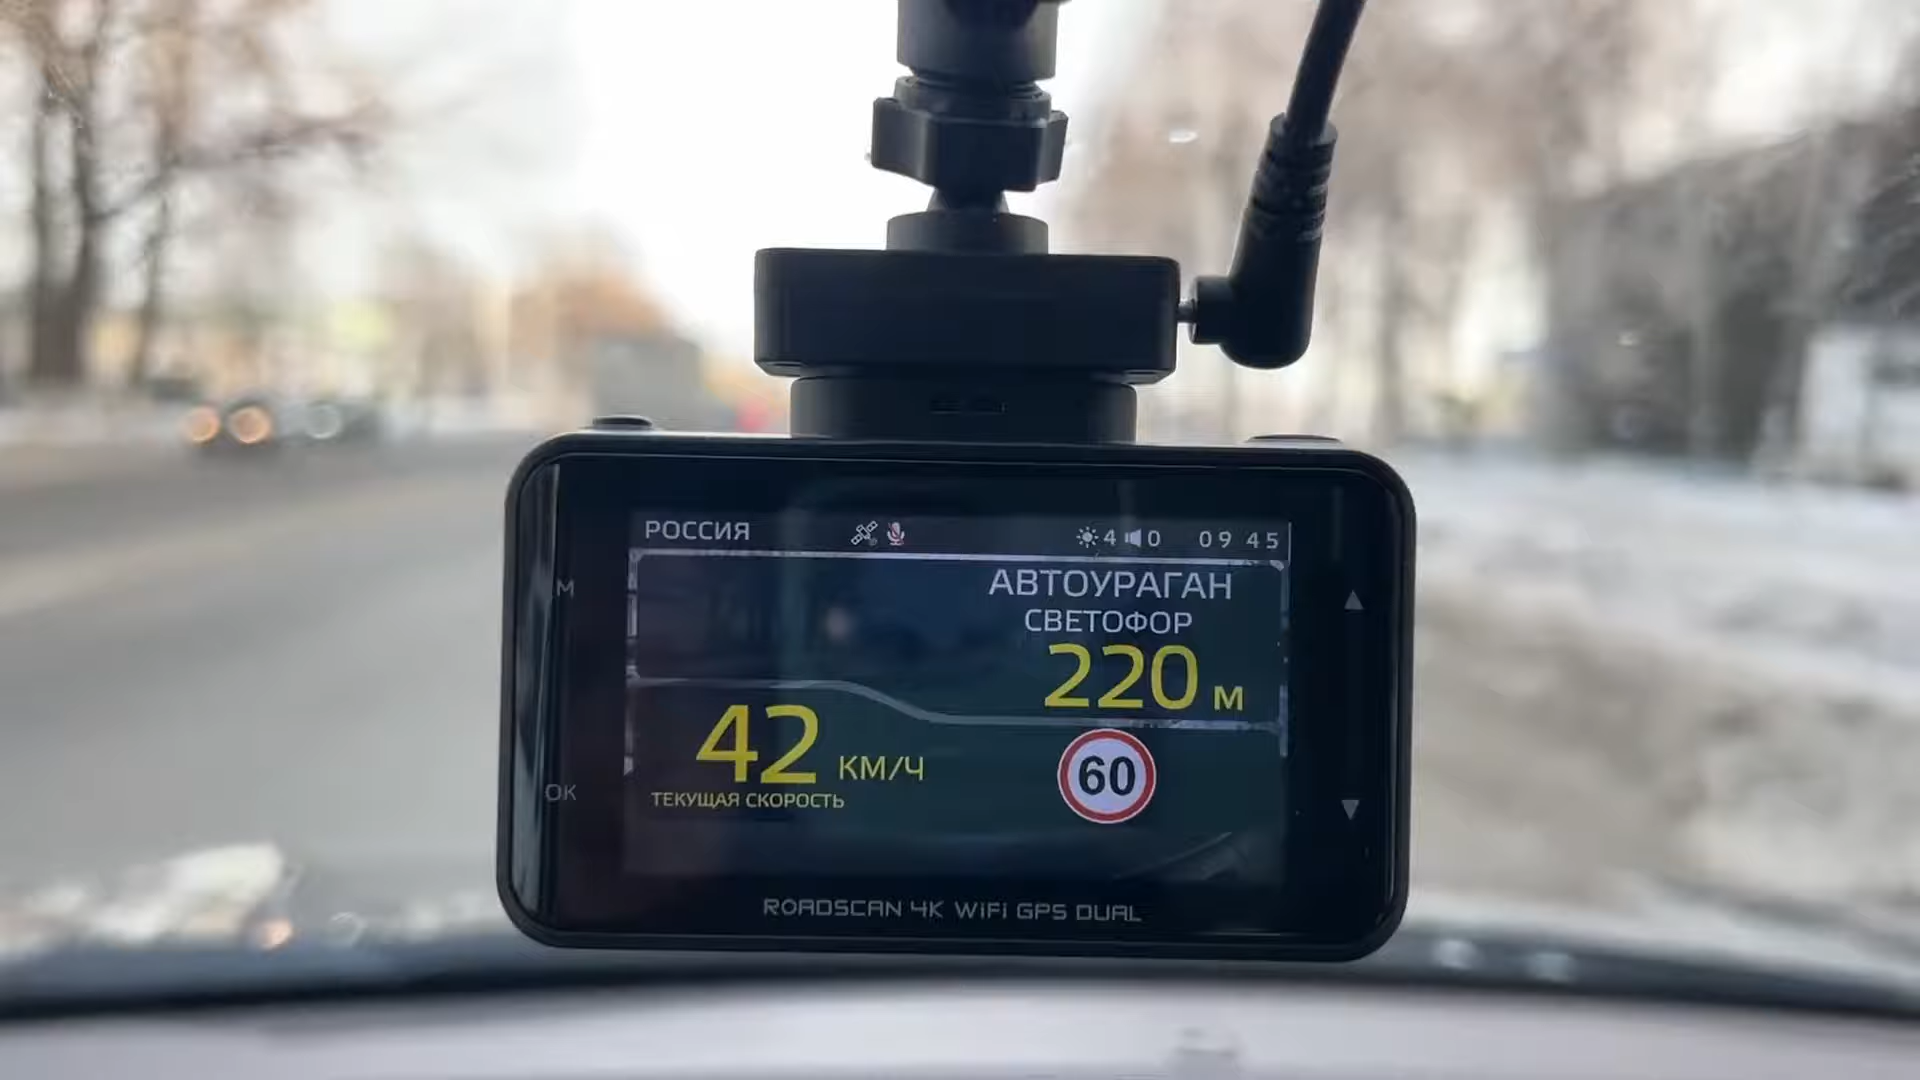 РОССИЯ 4 0 09 45
АВТОУРАГАН
СВЕТОФОР
220 м
42 КМ/Ч
ТЕКУЩАЯ СКОРОСТЬ
60
M
OK
ROADSCAN 4K WiFi GPS DUAL